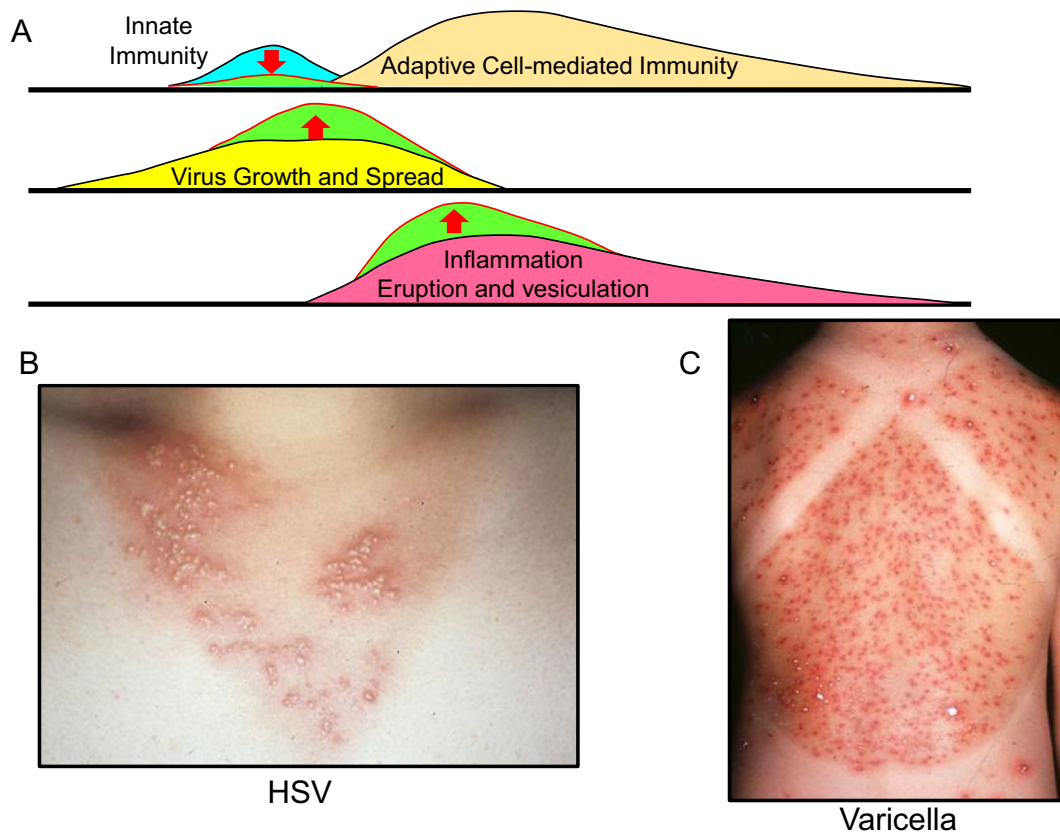 A
Innate
Immunity
Adaptive Cell-mediated Immunity
Virus Growth and Spread
Inflammation
Eruption and vesiculation
B
C
HSV
Varicella